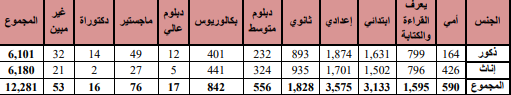 الجنس أمي يعرف القراءة والكتابة ابتدائي إعدادي ثانوي دبلوم متوسط بكالوريوس دبلوم عالي ماجستير دكتوراة غير مبين المجموع
ذكور 164 799 1,631 1,874 893 232 401 12 49 14 32 6,101
إناث 426 796 1,502 1,701 935 324 441 5 27 2 21 6,180
المجموع 590 1,595 3,133 3,575 1,828 556 842 17 76 16 53 12,281